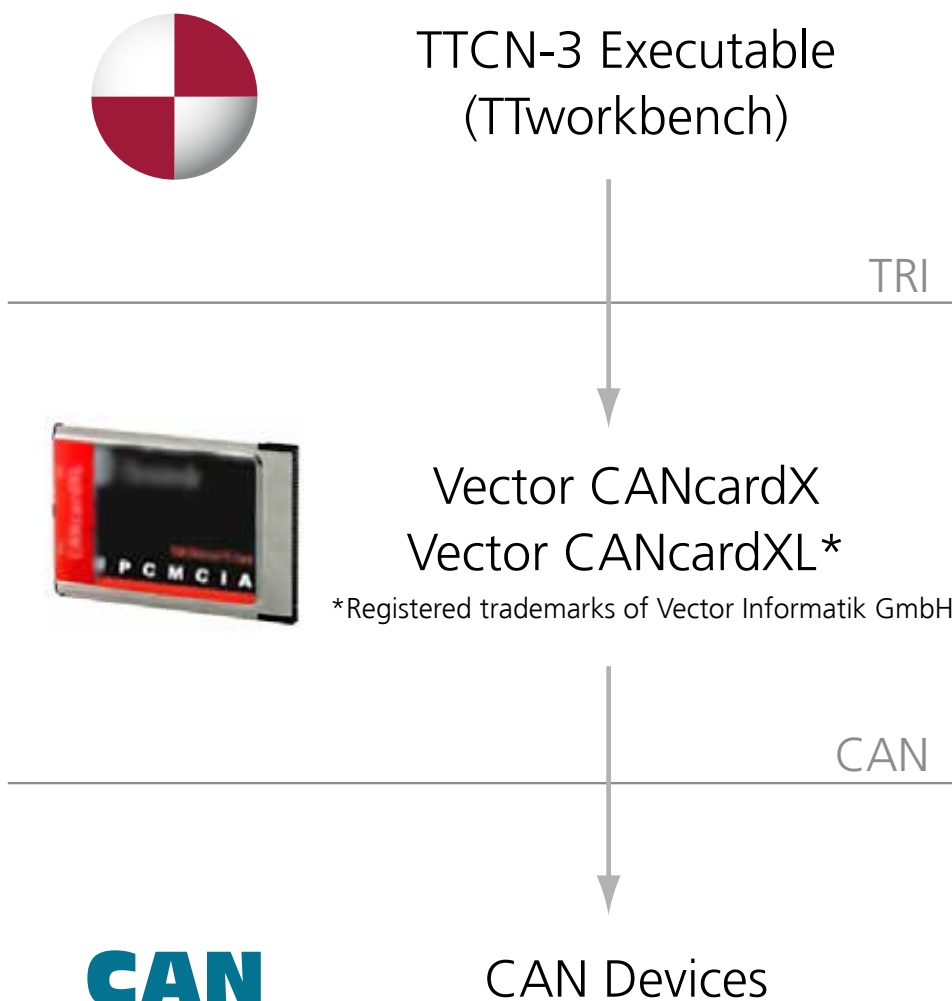 TTCN-3 Executable
(TTworkbench)
TRI
CANcardXL
P C M C I A
Vector CANcardX
Vector CANcardXL*
*Registered trademarks of Vector Informatik GmbH
CAN
CAN
CAN Devices